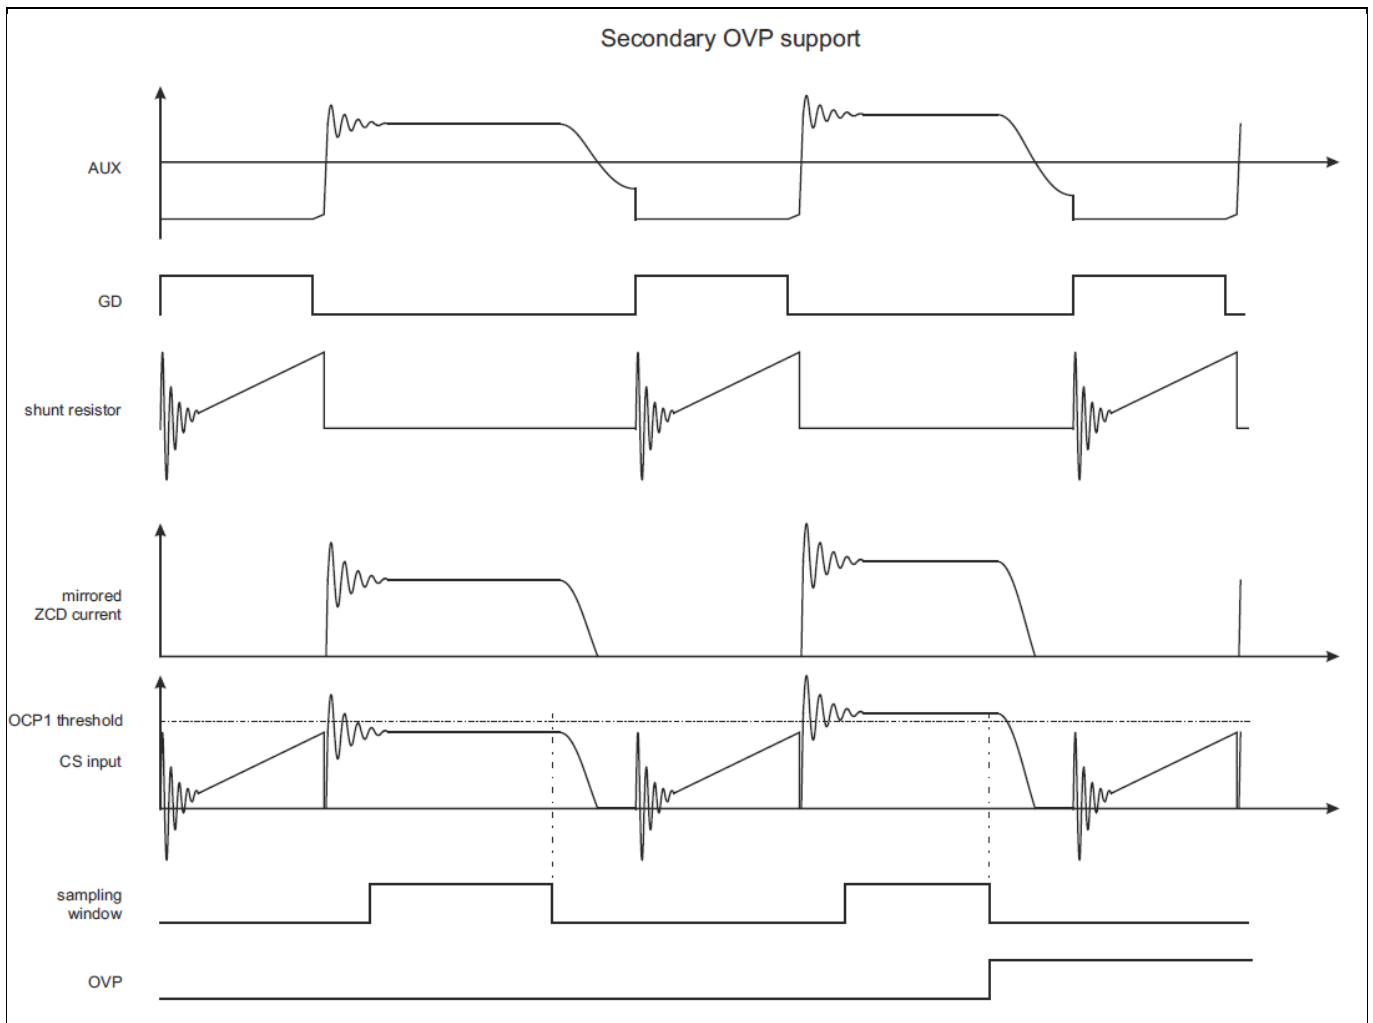 Secondary OVP support
AUX
GD
shunt resistor
mirrored
ZCD current
OCP1 threshold
CS input
sampling
window
OVP